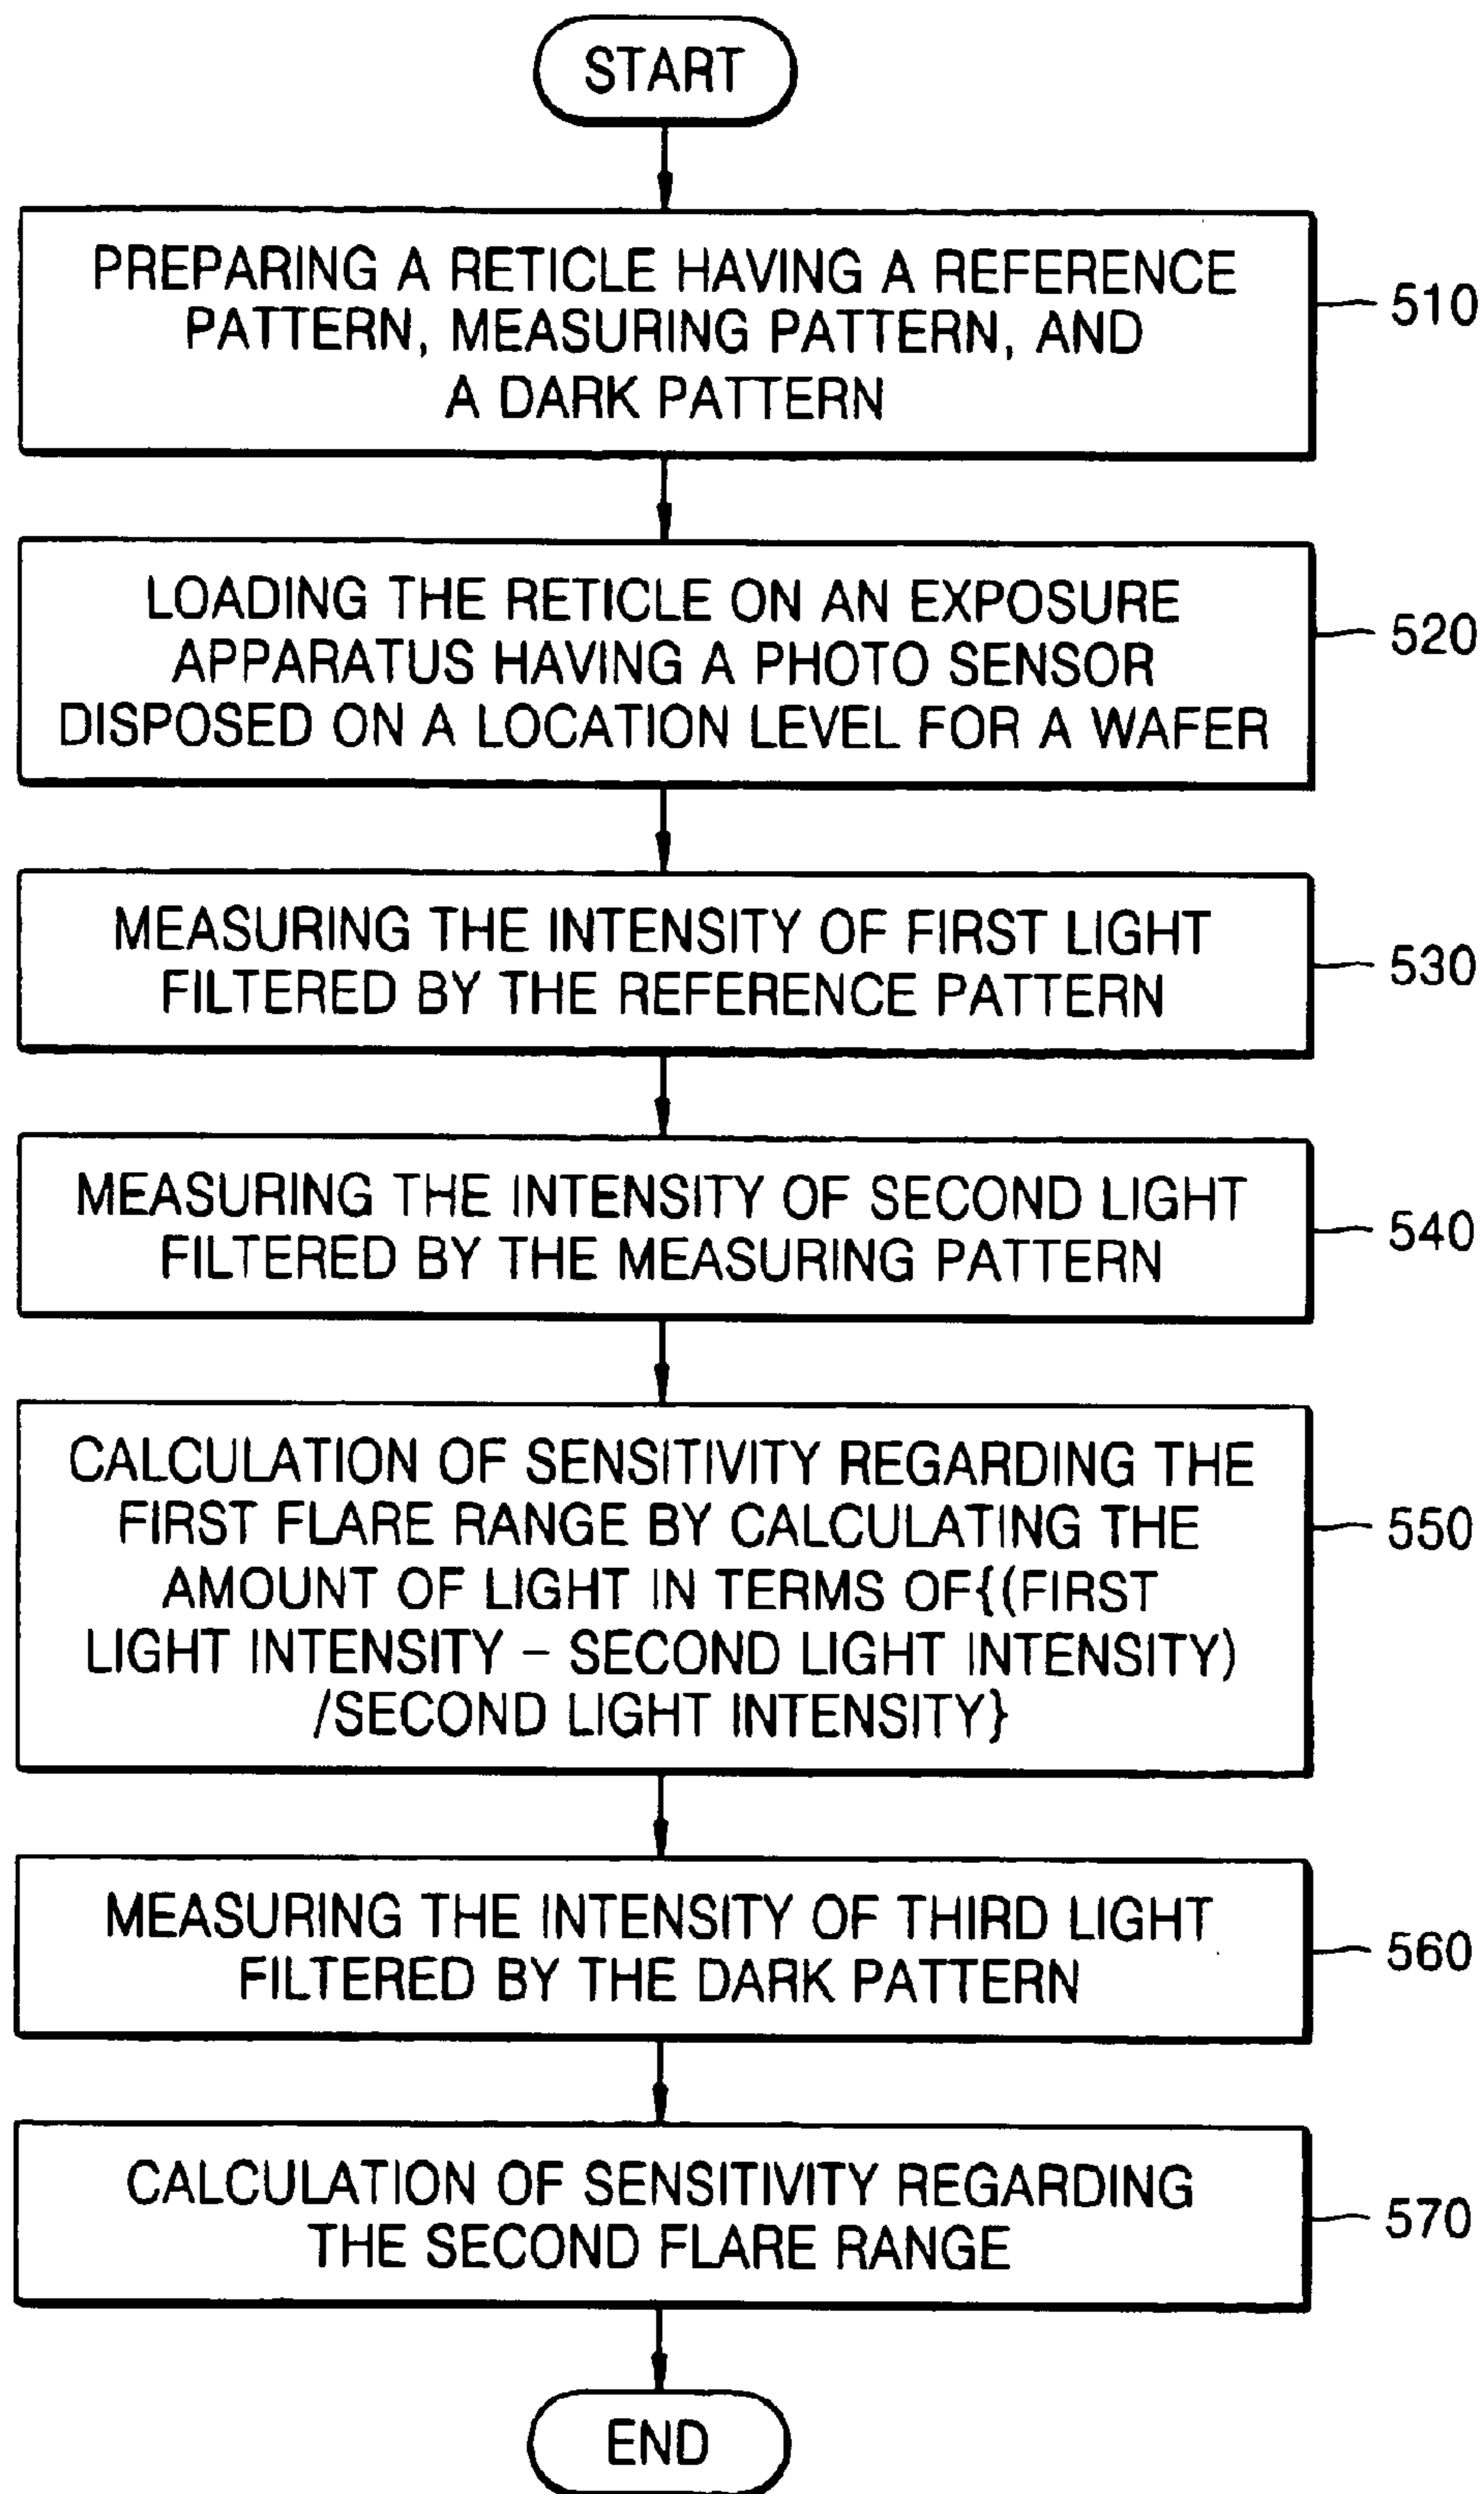 START
PREPARING A RETICLE HAVING A REFERENCE
PATTERN, MEASURING PATTERN, AND
A DARK PATTERN
510
LOADING THE RETICLE ON AN EXPOSURE
APPARATUS HAVING A PHOTO SENSOR
DISPOSED ON A LOCATION LEVEL FOR A WAFER
520
MEASURING THE INTENSITY OF FIRST LIGHT
FILTERED BY THE REFERENCE PATTERN
530
MEASURING THE INTENSITY OF SECOND LIGHT
FILTERED BY THE MEASURING PATTERN
540
CALCULATION OF SENSITIVITY REGARDING THE
FIRST FLARE RANGE BY CALCULATING THE
AMOUNT OF LIGHT IN TERMS OF{(FIRST
LIGHT INTENSITY – SECOND LIGHT INTENSITY)
/SECOND LIGHT INTENSITY}
550
MEASURING THE INTENSITY OF THIRD LIGHT
FILTERED BY THE DARK PATTERN
560
CALCULATION OF SENSITIVITY REGARDING
THE SECOND FLARE RANGE
570
END